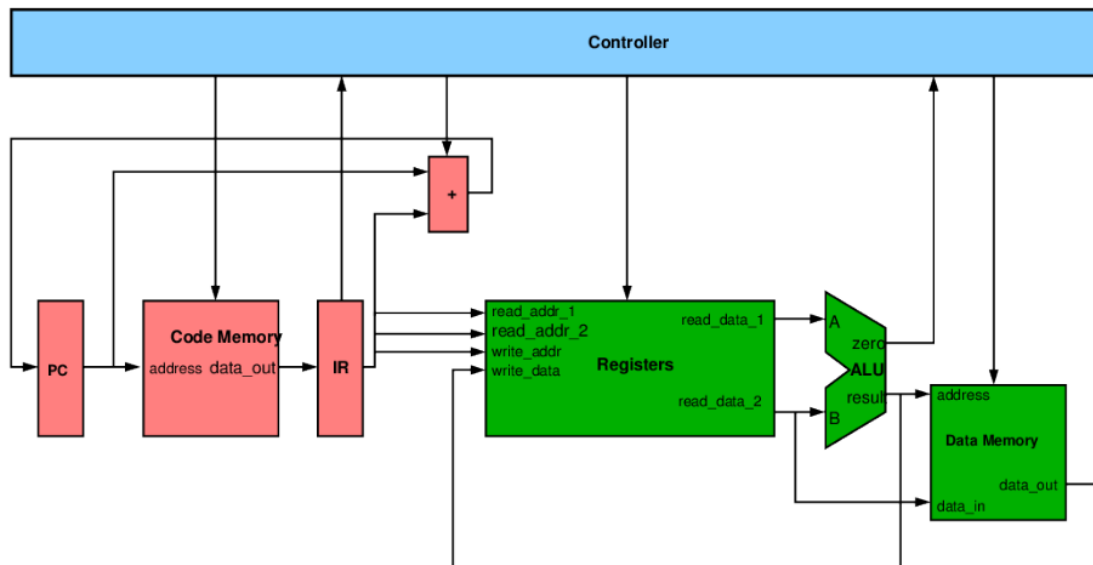 Controller
+
read_addr_1
read_data_1
A
Code Memory
read_addr_2
zero
PC
address
data_out
IR
write_addr
Registers
ALU
write_data
result
address
read_data_2
B
Data Memory
data_out
data_in